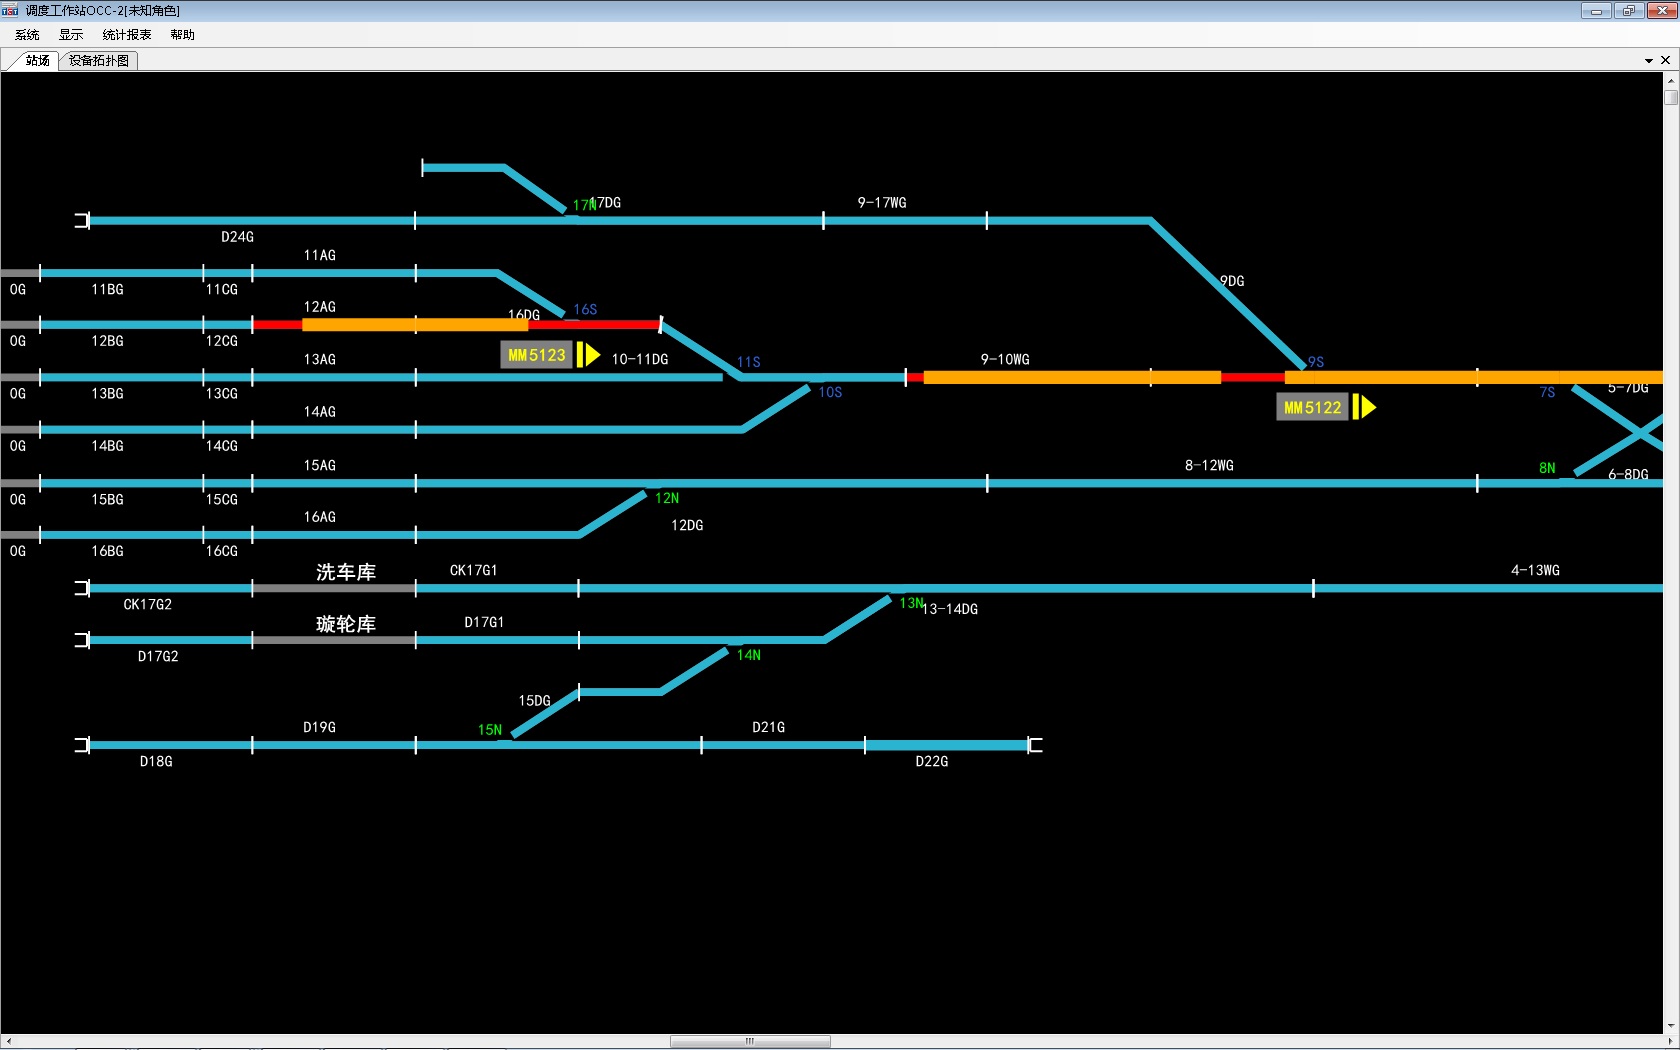 TCT 调度工作站OCC-2[未知角色]
系统 显示 统计报表 帮助
站场 设备拓扑图
17N 17DG 9-17WG
D24G
11AG
9DG
0G 11BG 11CG
12AG 16DG 16S
0G 12BG 12CG
MM5123
13AG 10-11DG 11S 9-10WG 9S
0G 13BG 13CG 10S 7S 5-7DG
MM5122
14AG
0G 14BG 14CG
15AG 8-12WG 8N 6-8DG
0G 15BG 15CG 12N
16AG 12DG
0G 16BG 16CG
洗车库 CK17G1 4-13WG
CK17G2 13N 13-14DG
璇轮库 D17G1
D17G2 14N
15DG
D19G 15N D21G
D18G D22G